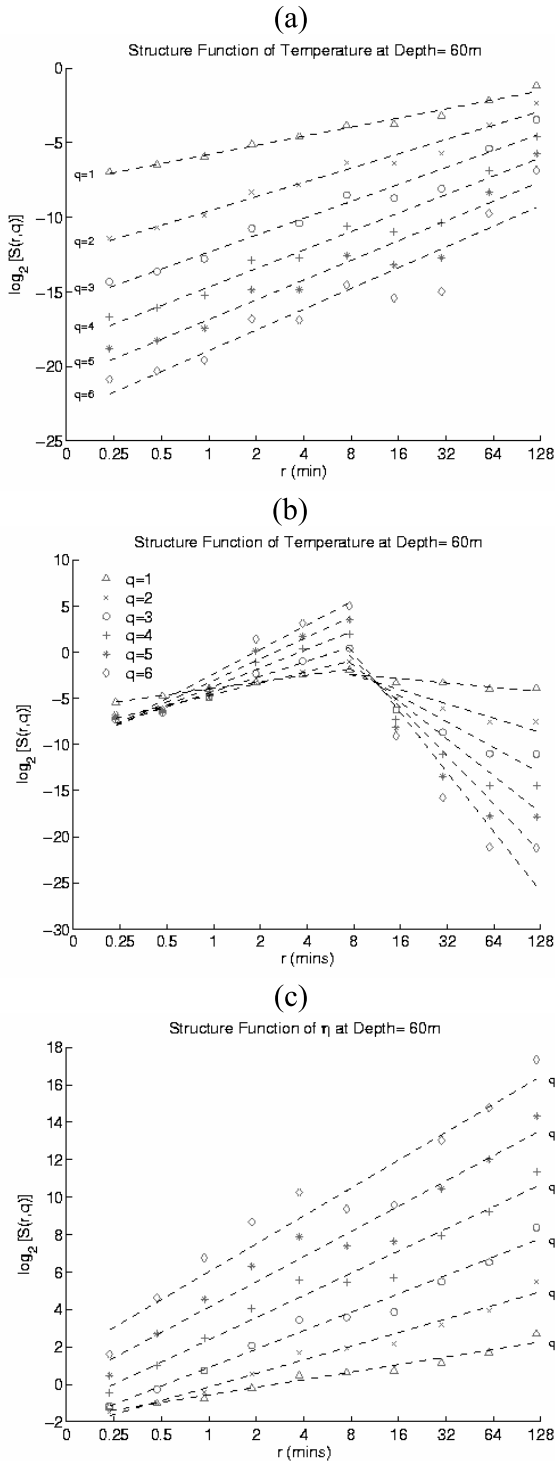 (a)
Structure Function of Temperature at Depth= 60m
0
−5
−10
−15
−20
−25
log2 [S(r,q)]
q=1
q=2
q=3
q=4
q=5
q=6
0 0.25 0.5 1 2 4 8 16 32 64 128
r (min)
(b)
Structure Function of Temperature at Depth= 60m
10
5
0
−5
−10
−15
−20
−25
−30
log2 [S(r,q)]
q=1
q=2
q=3
q=4
q=5
q=6
0 0.25 0.5 1 2 4 8 16 32 64 128
r (mins)
(c)
Structure Function of η at Depth= 60m
18
16
14
12
10
8
6
4
2
0
−2
log2 [S(r,q)]
q
q
q
q
q
q
0 0.25 0.5 1 2 4 8 16 32 64 128
r (mins)